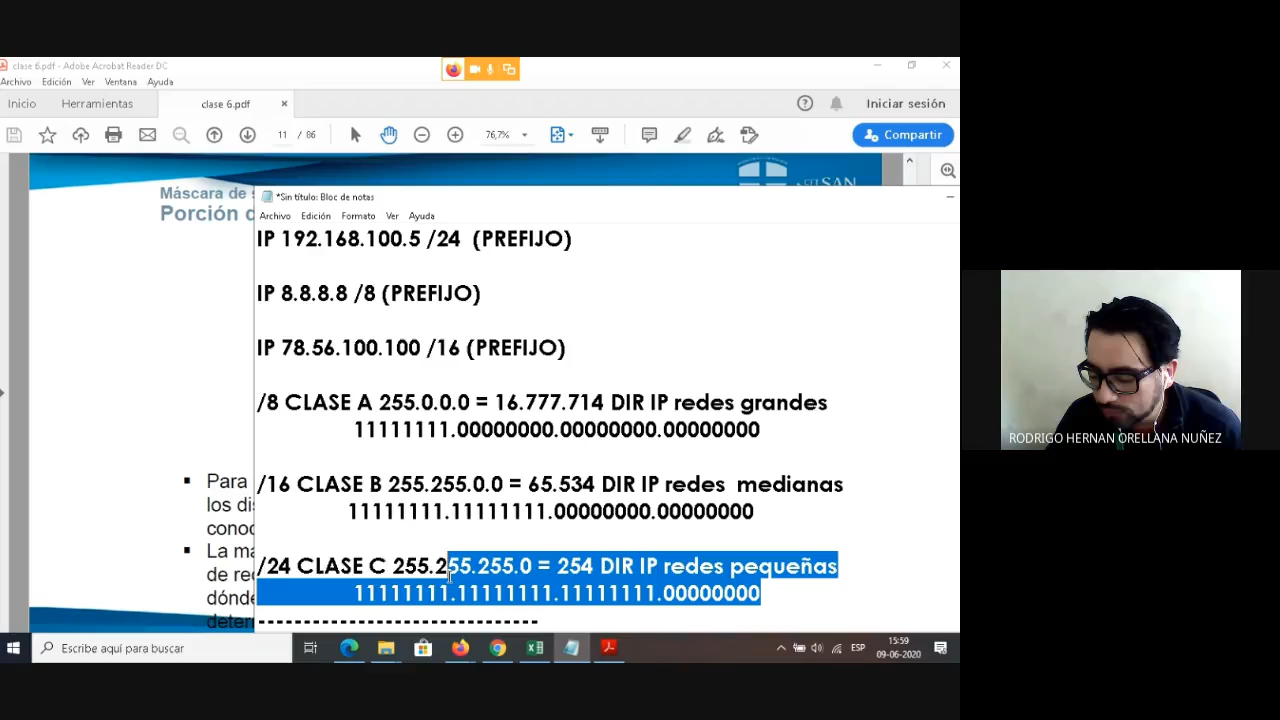 clase 6.pdf - Adobe Acrobat Reader DC
Archivo Edición Ver Ventana Ayuda
Inicio Herramientas clase 6.pdf × Iniciar sesión
11 / 86 76,7% Compartir
Máscara de
Porción
*Sin título: Bloc de notas
Archivo Edición Formato Ver Ayuda
IP 192.168.100.5 /24 (PREFIJO)
IP 8.8.8.8 /8 (PREFIJO)
IP 78.56.100.100 /16 (PREFIJO)
/8 CLASE A 255.0.0.0 = 16.777.714 DIR IP redes grandes
11111111.00000000.00000000.00000000
/16 CLASE B 255.255.0.0 = 65.534 DIR IP redes medianas
11111111.11111111.00000000.00000000
/24 CLASE C 255.255.255.0 = 254 DIR IP redes pequeñas
11111111.11111111.11111111.00000000
------------------------------
Para
los
La
de
RODRIGO HERNAN ORELLANA NUÑEZ
Escribe aquí para buscar
ESP
15:59
09-06-2020